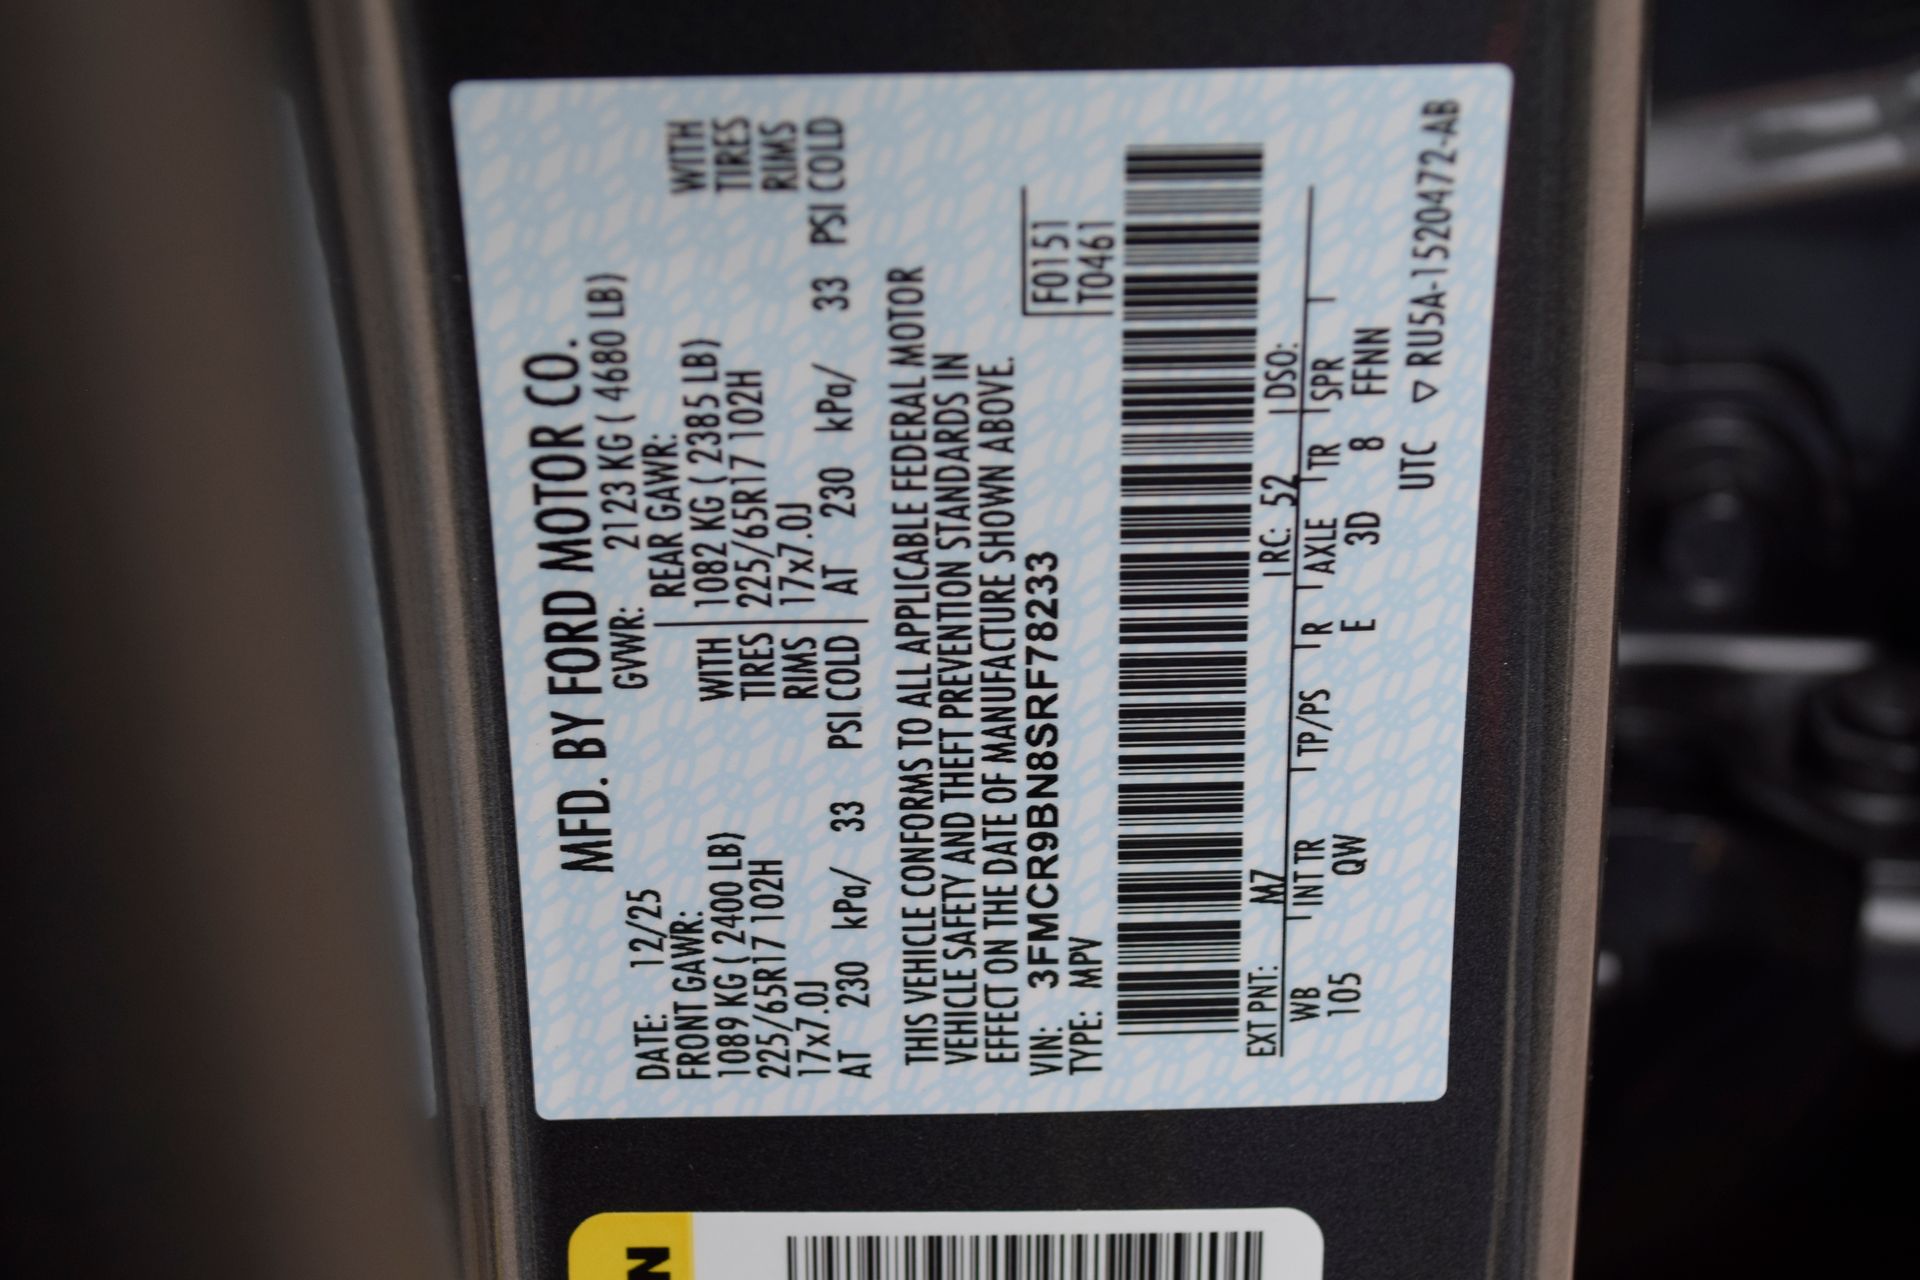 MFD. BY FORD MOTOR CO.
DATE: 12/25 GVWR: 2123 KG ( 4680 LB)
FRONT GAWR: REAR GAWR:
1089 KG ( 2400 LB) WITH 1082 KG ( 2385 LB) WITH
225/65R17 102H TIRES 225/65R17 102H TIRES
17x7.0J RIMS 17x7.0J RIMS
AT 230 kPa/ 33 PSI COLD AT 230 kPa/ 33 PSI COLD
THIS VEHICLE CONFORMS TO ALL APPLICABLE FEDERAL MOTOR
VEHICLE SAFETY AND THEFT PREVENTION STANDARDS IN
EFFECT ON THE DATE OF MANUFACTURE SHOWN ABOVE.
VIN: 3FMCR9BN8SRF78233 F0151
TYPE: MPV T0461
EXT PNT: MZ RC: 52 DSO:
WB INT TR TP/PS R AXLE TR SPR
105 QW E 3D 8 FFNN
UTC ▽ RU5A-1520472-AB